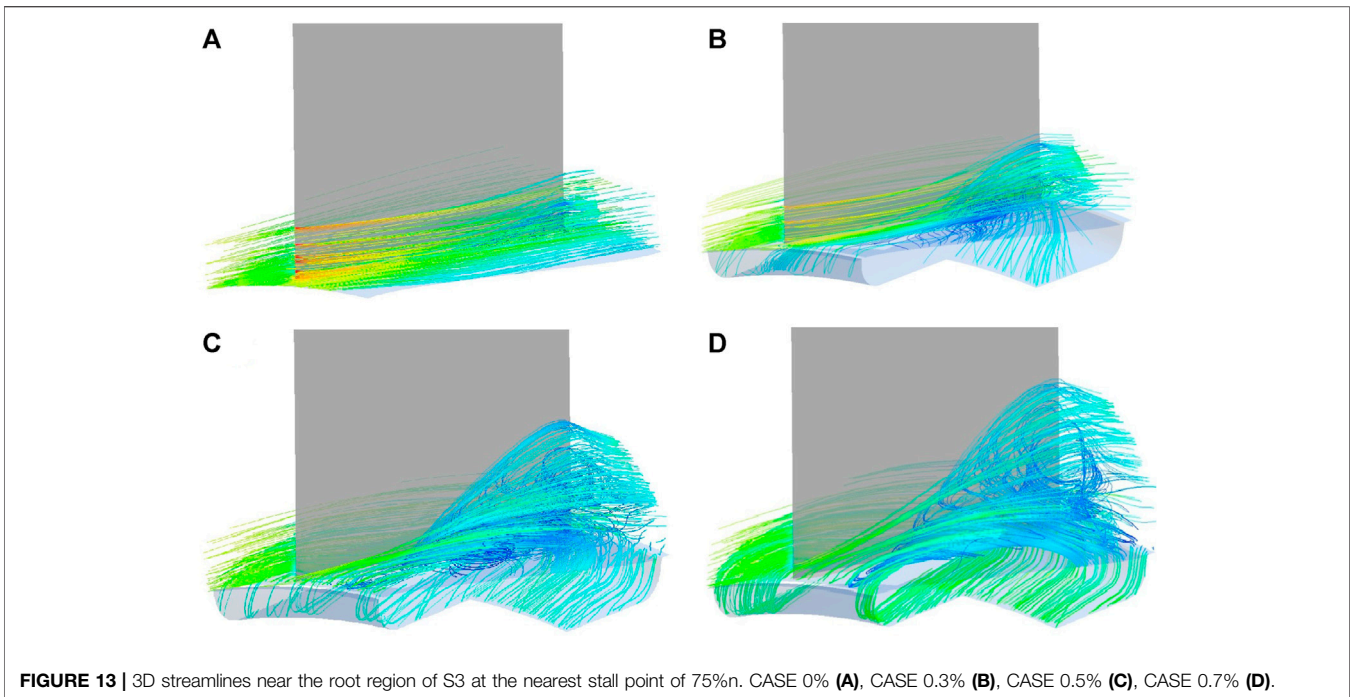 A
B
C
D
FIGURE 13 | 3D streamlines near the root region of S3 at the nearest stall point of 75%n. CASE 0% (A), CASE 0.3% (B), CASE 0.5% (C), CASE 0.7% (D).